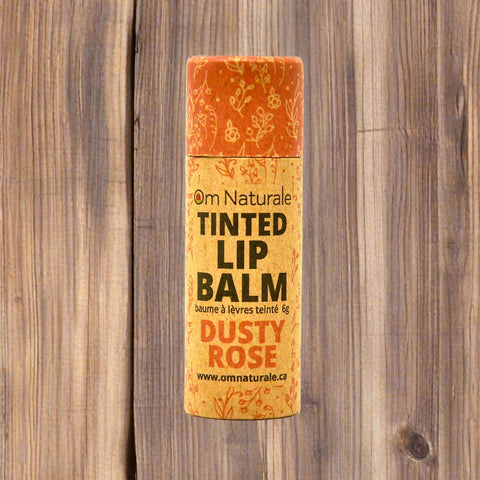 Om Naturale
TINTED
LIP
BALM
baume à lèvres teinté 6g
DUSTY
ROSE
www.omnaturale.ca